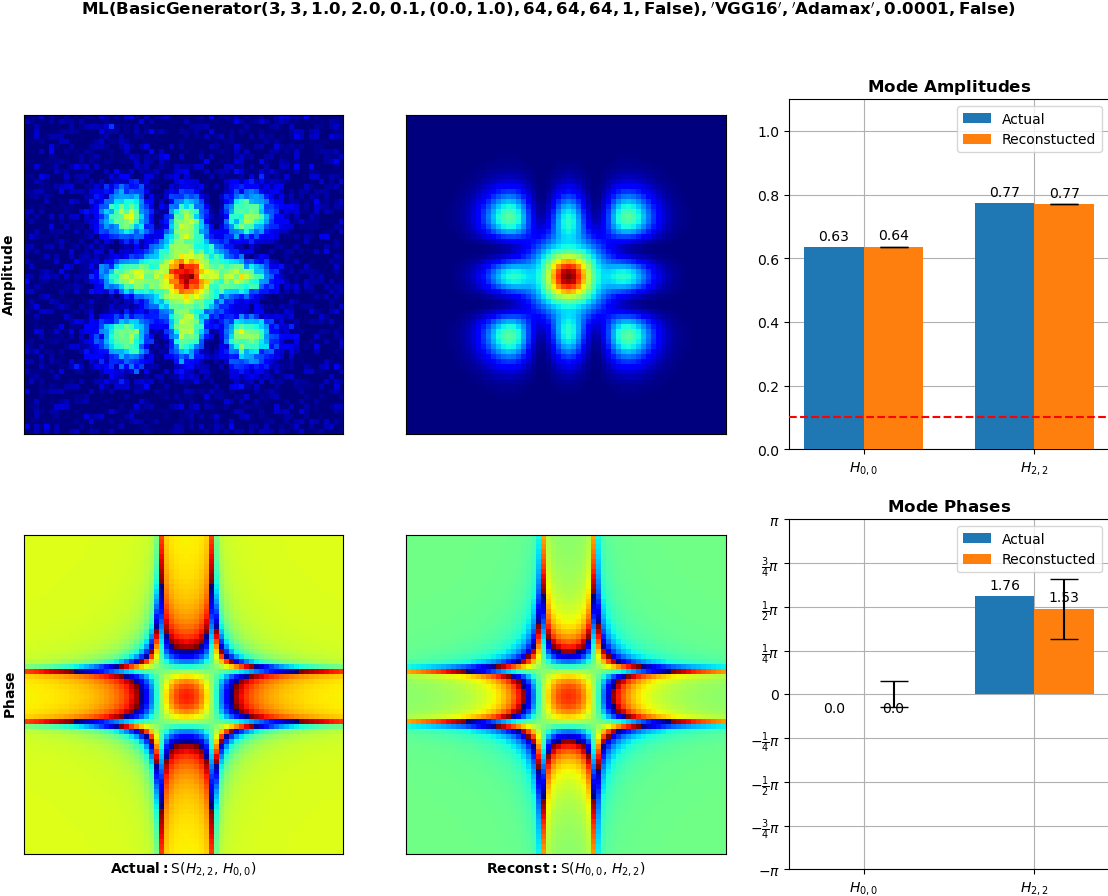 ML(BasicGenerator(3, 3, 1.0, 2.0, 0.1, (0.0, 1.0), 64, 64, 64, 1, False), 'VGG16', 'Adamax', 0.0001, False)
Amplitude
Mode Amplitudes
Actual
Reconstucted
1.0
0.8
0.6
0.4
0.2
0.0
0.63
0.64
0.77
0.77
H0,0
H2,2
Phase
Actual: S(H2,2, H0,0)
Reconst: S(H0,0, H2,2)
Mode Phases
Actual
Reconstucted
π
3/4π
1/2π
1/4π
0
−1/4π
−1/2π
−3/4π
−π
0.0
0.0
1.76
1.53
H0,0
H2,2